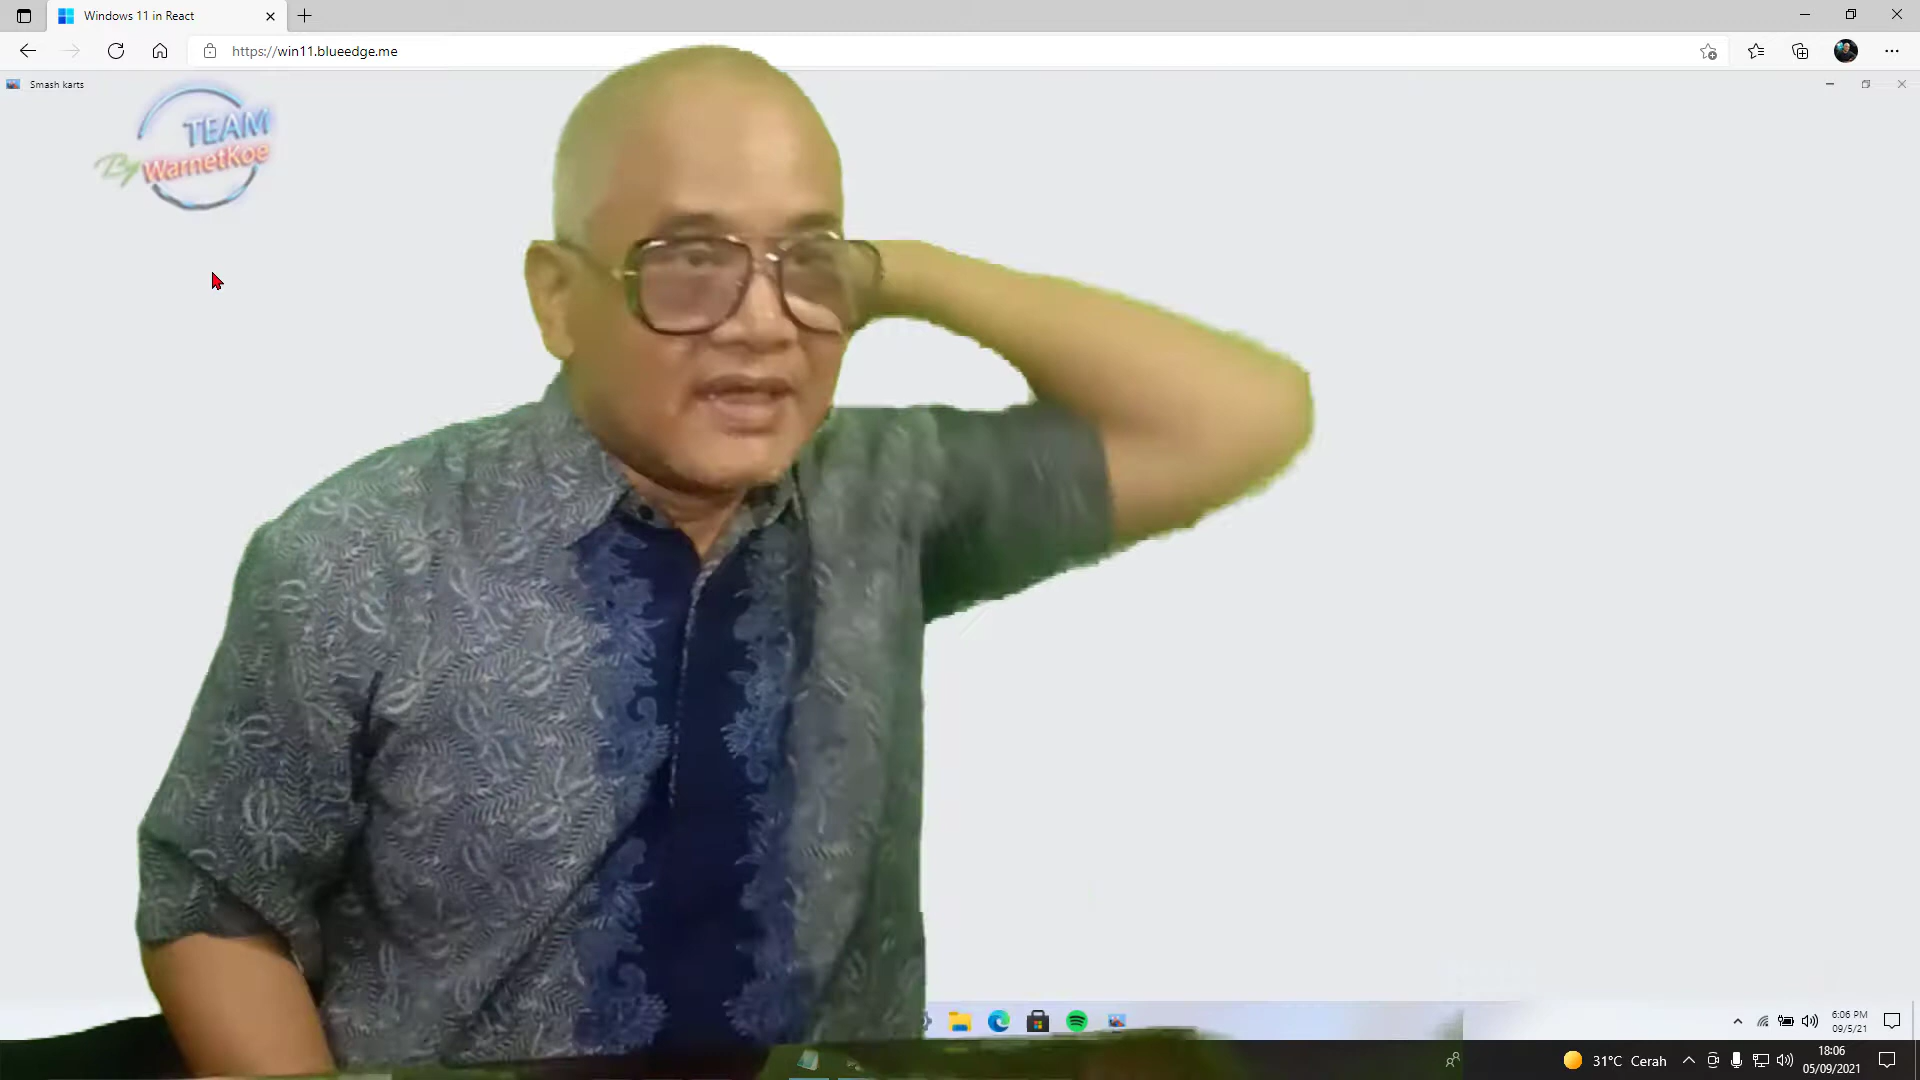 Windows 11 in React
https://win11.blueedge.me
Smash karts
TEAM
By WarnetKoe
6:06 PM
09/5/21
31°C Cerah
18:06
05/09/2021